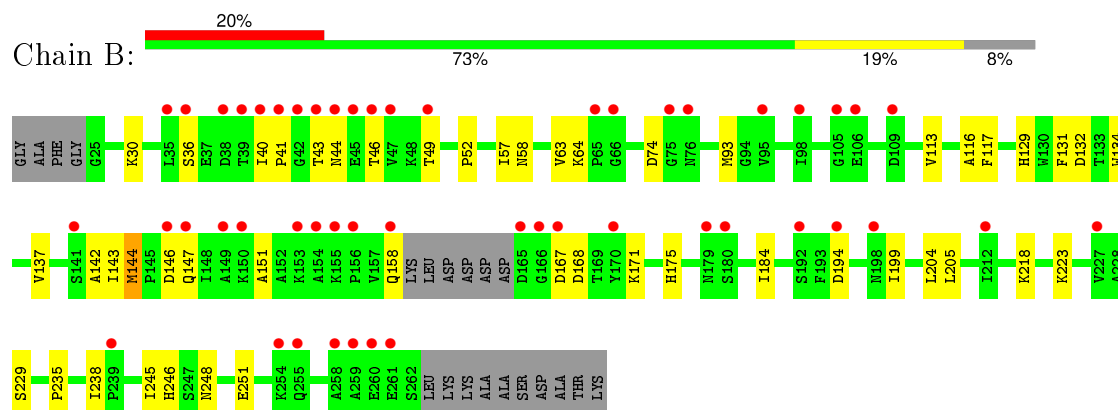 20%
Chain B:
73% 19% 8%
GLY ALA PHE GLY G25 K30 L35 S36 E37 D38 T39 I40 P41 G42 T43 N44 E45 T46 V47 K48 T49 P52 I57 N58 V63 K64 P65 G66 D74 G75 N76 M93 G94 V95 I98 G105 E106 D109 V113 A116 F117 H129 W130 F131 D132 T133 W134
V137 S141 A142 I143 M144 P145 D146 Q147 I148 A149 K150 A151 A152 K153 A154 K155 P156 V157 Q158 LYS LEU ASP ASP ASP ASP D165 G166 D167 D168 T169 Y170 K171 H175 N179 S180 I184 S192 F193 D194 N198 I199 L204 L205 I212 K218 K223 V227
S229 P235 I238 P239 I245 H246 S247 N248 E251 K254 Q255 A258 A259 E260 E261 S262 LEU LYS LYS ALA ALA SER ASP ALA THR LYS